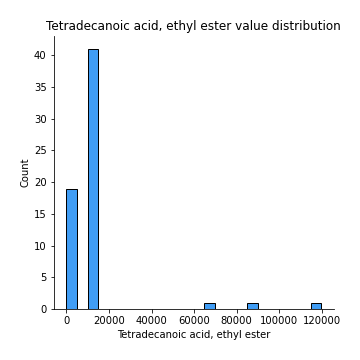 Tetradecanoic acid, ethyl ester value distribution
40
35
30
25
20
15
10
5
0
Count
0 20000 40000 60000 80000 100000 120000
Tetradecanoic acid, ethyl ester